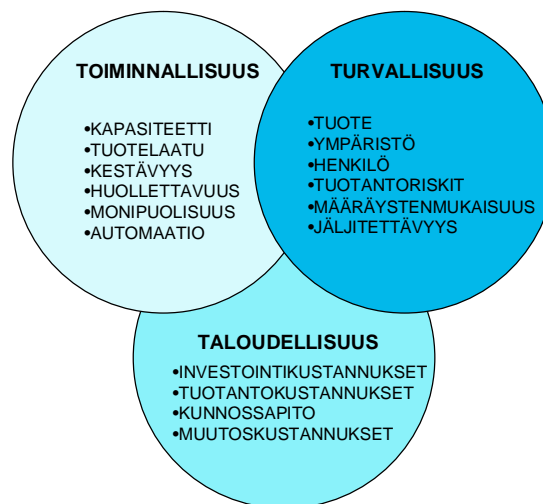 TOIMINNALLISUUS
•KAPASITEETTI
•TUOTELAATU
•KESTÄVYYS
•HUOLLETTAVUUS
•MONIPUOLISUUS
•AUTOMAATIO
TURVALLISUUS
•TUOTE
•YMPÄRISTÖ
•HENKILÖ
•TUOTANTORISKIT
•MÄÄRÄYSTENMUKAISUUS
•JÄLJITETTÄVYYS
TALOUDELLISUUS
•INVESTOINTIKUSTANNUKSET
•TUOTANTOKUSTANNUKSET
•KUNNOSSAPITO
•MUUTOSKUSTANNUKSET